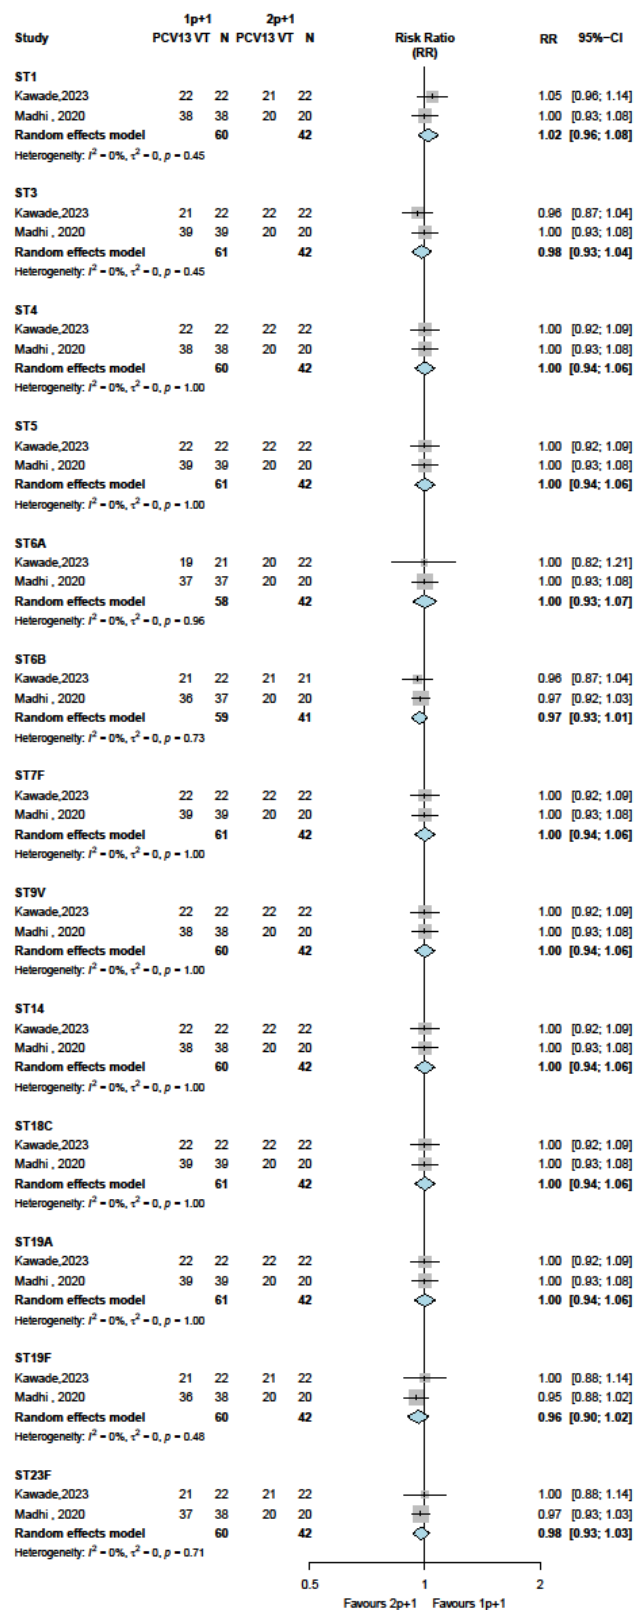 1p+1 2p+1
Study PCV13 VT N PCV13 VT N Risk Ratio RR 95%−CI
(RR)
ST1
Kawade,2023 22 22 21 22 1.05 [0.96; 1.14]
Madhi , 2020 38 38 20 20 1.00 [0.93; 1.08]
Random effects model 60 42 1.02 [0.96; 1.08]
Heterogeneity: I² = 0%, τ² = 0, p = 0.45
ST3
Kawade,2023 21 22 22 22 0.96 [0.87; 1.04]
Madhi , 2020 39 39 20 20 1.00 [0.93; 1.08]
Random effects model 61 42 0.98 [0.93; 1.04]
Heterogeneity: I² = 0%, τ² = 0, p = 0.45
ST4
Kawade,2023 22 22 22 22 1.00 [0.92; 1.09]
Madhi , 2020 38 38 20 20 1.00 [0.93; 1.08]
Random effects model 60 42 1.00 [0.94; 1.06]
Heterogeneity: I² = 0%, τ² = 0, p = 1.00
ST5
Kawade,2023 22 22 22 22 1.00 [0.92; 1.09]
Madhi , 2020 39 39 20 20 1.00 [0.93; 1.08]
Random effects model 61 42 1.00 [0.94; 1.06]
Heterogeneity: I² = 0%, τ² = 0, p = 1.00
ST6A
Kawade,2023 19 21 20 22 1.00 [0.82; 1.21]
Madhi , 2020 37 37 20 20 1.00 [0.93; 1.08]
Random effects model 58 42 1.00 [0.93; 1.07]
Heterogeneity: I² = 0%, τ² = 0, p = 0.96
ST6B
Kawade,2023 21 22 21 21 0.96 [0.87; 1.04]
Madhi , 2020 36 37 20 20 0.97 [0.92; 1.03]
Random effects model 59 41 0.97 [0.93; 1.01]
Heterogeneity: I² = 0%, τ² = 0, p = 0.73
ST7F
Kawade,2023 22 22 22 22 1.00 [0.92; 1.09]
Madhi , 2020 39 39 20 20 1.00 [0.93; 1.08]
Random effects model 61 42 1.00 [0.94; 1.06]
Heterogeneity: I² = 0%, τ² = 0, p = 1.00
ST9V
Kawade,2023 22 22 22 22 1.00 [0.92; 1.09]
Madhi , 2020 38 38 20 20 1.00 [0.93; 1.08]
Random effects model 60 42 1.00 [0.94; 1.06]
Heterogeneity: I² = 0%, τ² = 0, p = 1.00
ST14
Kawade,2023 22 22 22 22 1.00 [0.92; 1.09]
Madhi , 2020 38 38 20 20 1.00 [0.93; 1.08]
Random effects model 60 42 1.00 [0.94; 1.06]
Heterogeneity: I² = 0%, τ² = 0, p = 1.00
ST18C
Kawade,2023 22 22 22 22 1.00 [0.92; 1.09]
Madhi , 2020 39 39 20 20 1.00 [0.93; 1.08]
Random effects model 61 42 1.00 [0.94; 1.06]
Heterogeneity: I² = 0%, τ² = 0, p = 1.00
ST19A
Kawade,2023 22 22 22 22 1.00 [0.92; 1.09]
Madhi , 2020 39 39 20 20 1.00 [0.93; 1.08]
Random effects model 61 42 1.00 [0.94; 1.06]
Heterogeneity: I² = 0%, τ² = 0, p = 1.00
ST19F
Kawade,2023 21 22 21 22 1.00 [0.88; 1.14]
Madhi , 2020 36 38 20 20 0.95 [0.88; 1.02]
Random effects model 60 42 0.96 [0.90; 1.02]
Heterogeneity: I² = 0%, τ² = 0, p = 0.48
ST23F
Kawade,2023 21 22 21 22 1.00 [0.88; 1.14]
Madhi , 2020 37 38 20 20 0.97 [0.93; 1.03]
Random effects model 60 42 0.98 [0.93; 1.03]
Heterogeneity: I² = 0%, τ² = 0, p = 0.71
0.5 1 2
Favours 2p+1 Favours 1p+1